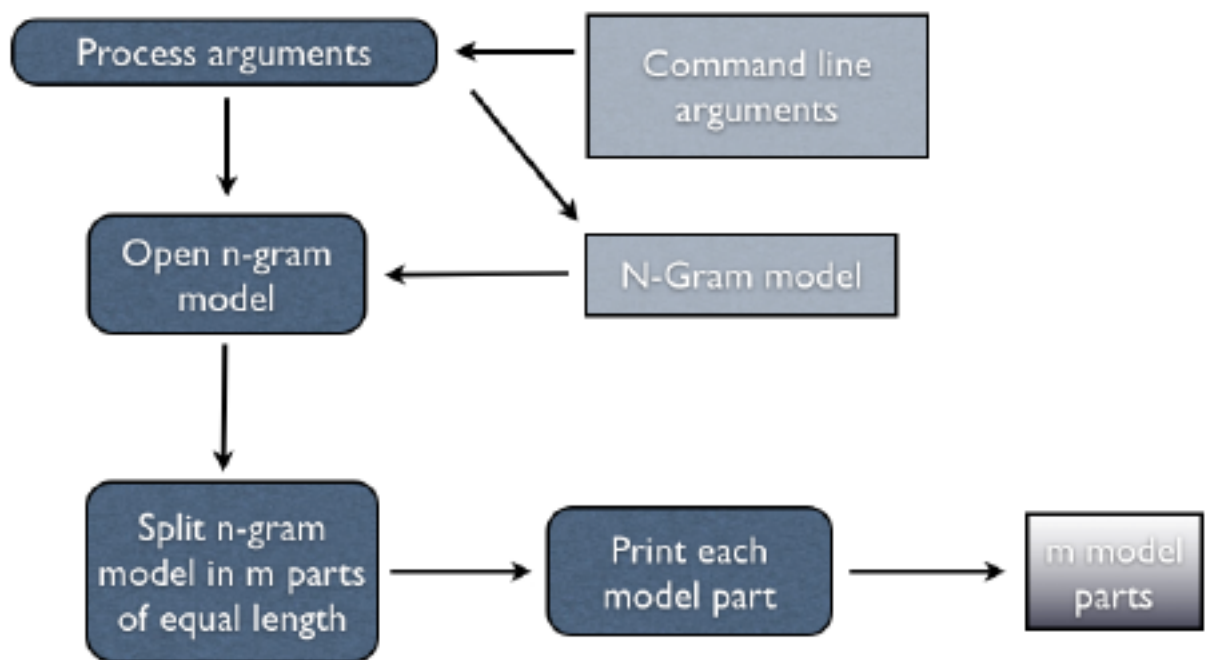 Process arguments
Command line
arguments
Open n-gram
model
N-Gram model
Split n-gram
model in m parts
of equal length
Print each
model part
m model
parts